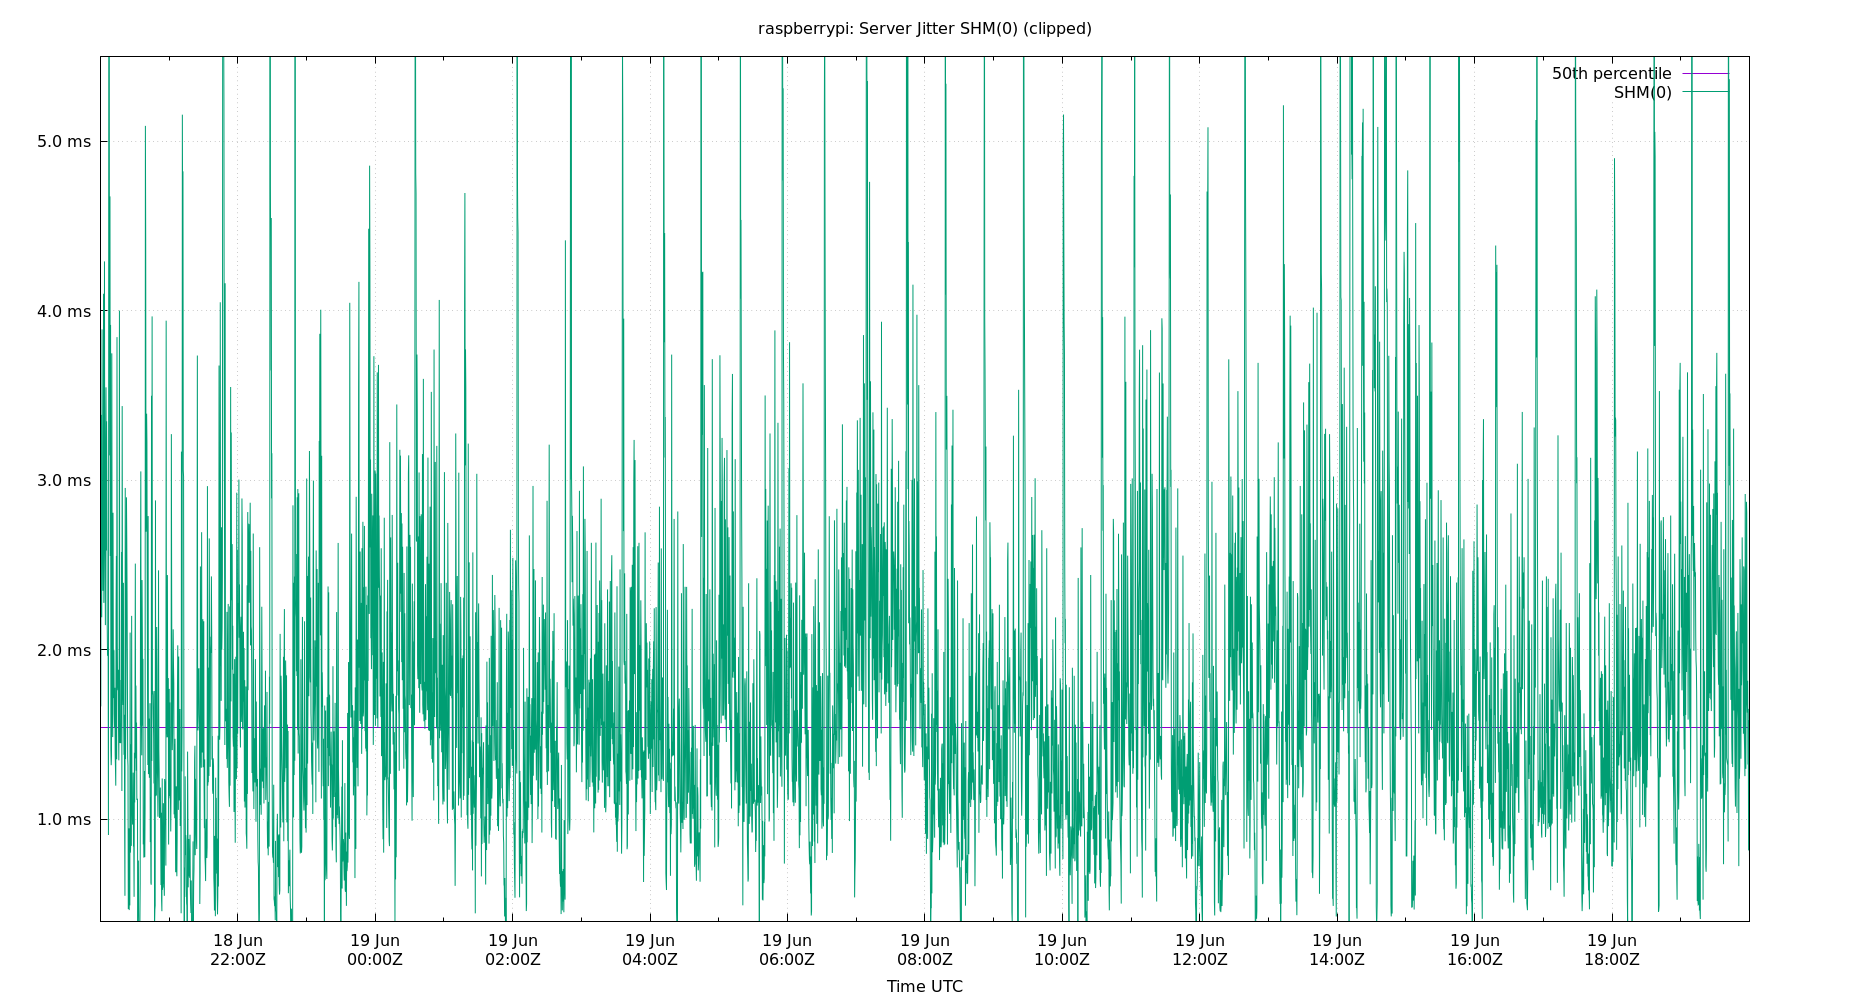 raspberrypi: Server Jitter SHM(0) (clipped)
50th percentile
SHM(0)
5.0 ms
4.0 ms
3.0 ms
2.0 ms
1.0 ms
18 Jun 19 Jun 19 Jun 19 Jun 19 Jun 19 Jun 19 Jun 19 Jun 19 Jun 19 Jun 19 Jun
22:00Z 00:00Z 02:00Z 04:00Z 06:00Z 08:00Z 10:00Z 12:00Z 14:00Z 16:00Z 18:00Z
Time UTC